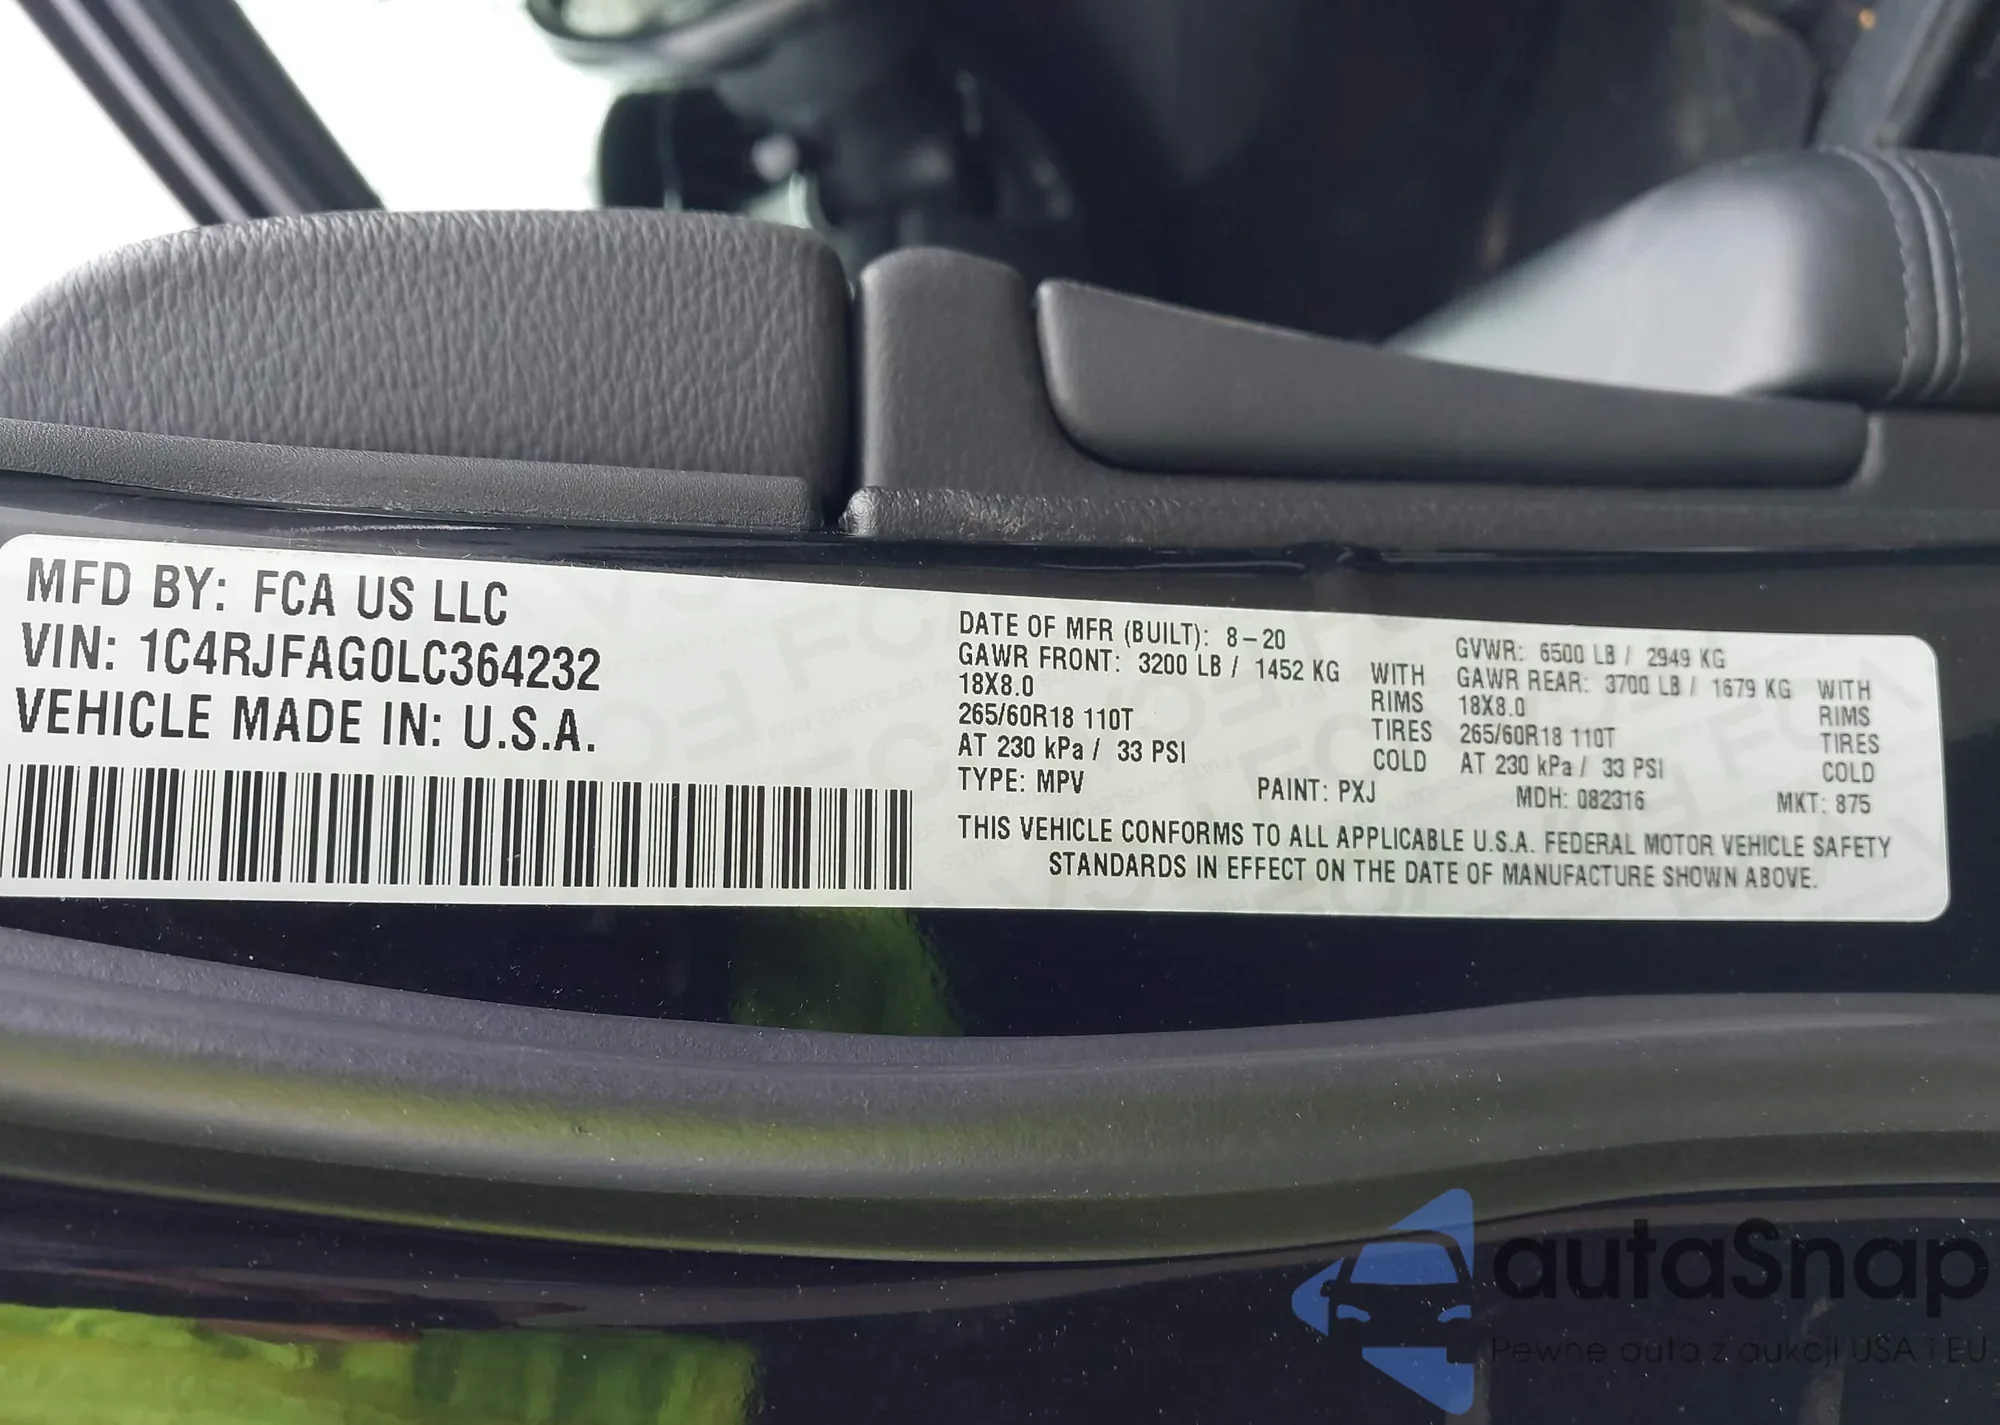 MFD BY: FCA US LLC
VIN: 1C4RJFAG0LC364232
VEHICLE MADE IN: U.S.A.
DATE OF MFR (BUILT): 8-20 GVWR: 6500 LB / 2949 KG
GAWR FRONT: 3200 LB / 1452 KG WITH GAWR REAR: 3700 LB / 1679 KG WITH
18X8.0 RIMS 18X8.0 RIMS
265/60R18 110T TIRES 265/60R18 110T TIRES
AT 230 kPa / 33 PSI COLD AT 230 kPa / 33 PSI COLD
TYPE: MPV PAINT: PXJ MDH: 082316 MKT: 875
THIS VEHICLE CONFORMS TO ALL APPLICABLE U.S.A. FEDERAL MOTOR VEHICLE SAFETY
STANDARDS IN EFFECT ON THE DATE OF MANUFACTURE SHOWN ABOVE.
autaSnap
Pewne auta z aukcji USA i EU